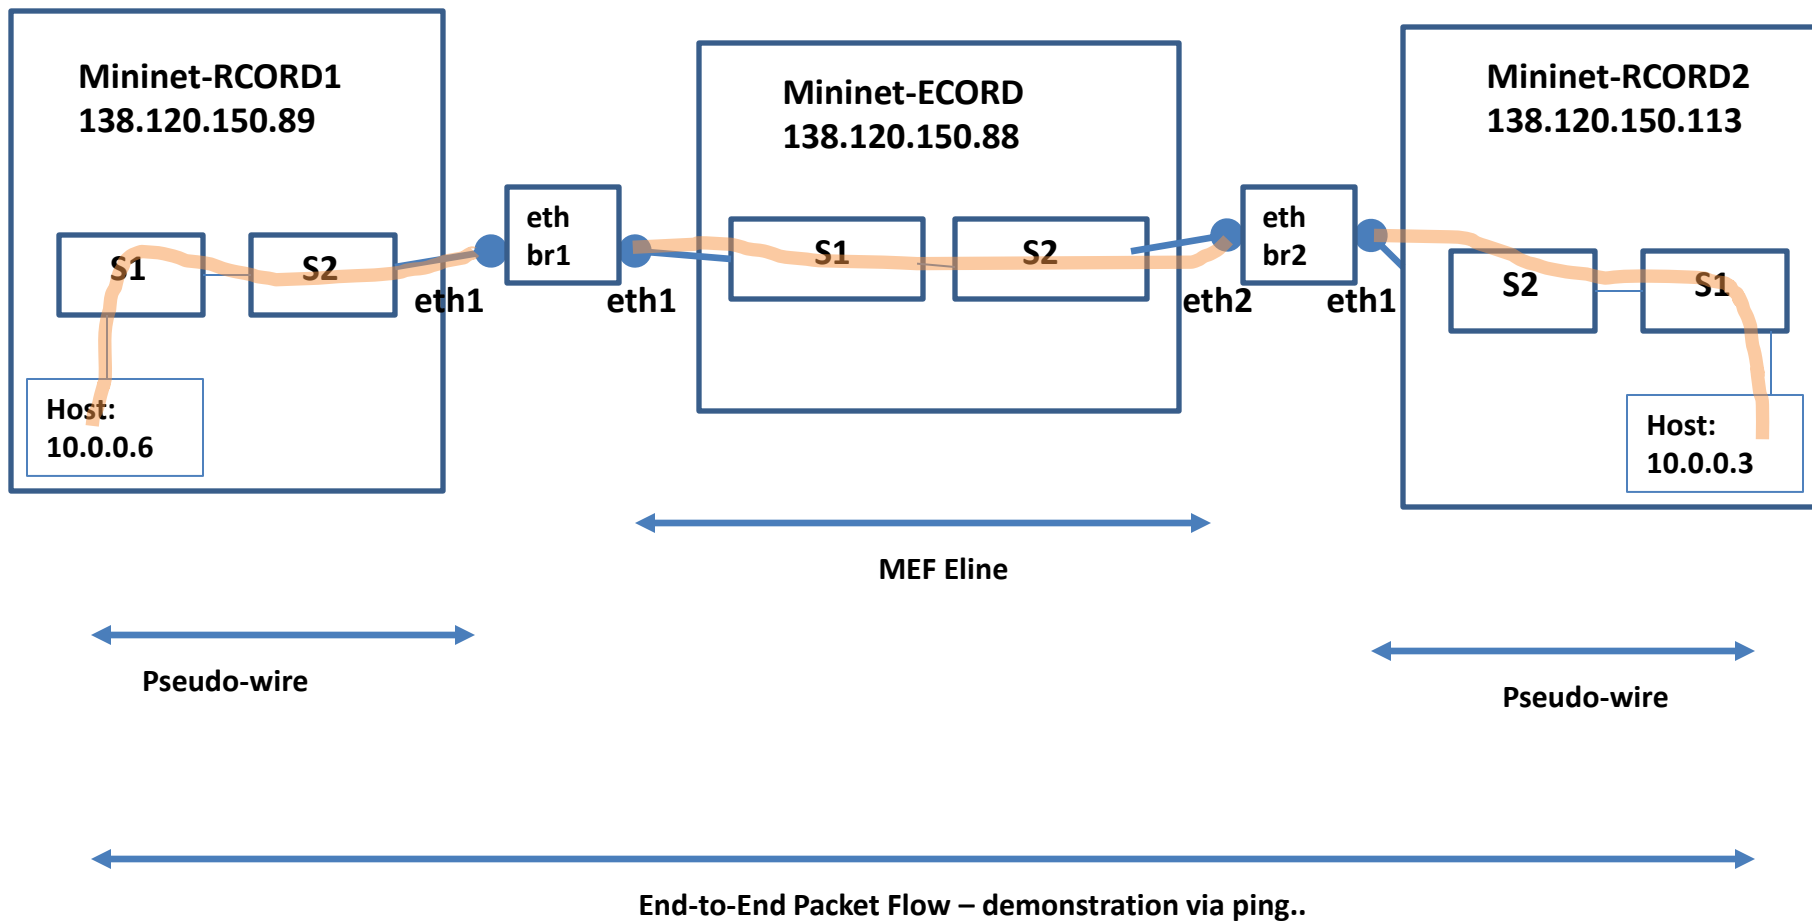 Mininet-RCORD1
138.120.150.89
Mininet-ECORD
138.120.150.88
Mininet-RCORD2
138.120.150.113
eth
br1
eth
br2
S1
S2
S1
S2
S2
S1
eth1
eth1
eth2
eth1
Host:
10.0.0.6
Host:
10.0.0.3
MEF Eline
Pseudo-wire
Pseudo-wire
End-to-End Packet Flow – demonstration via ping..